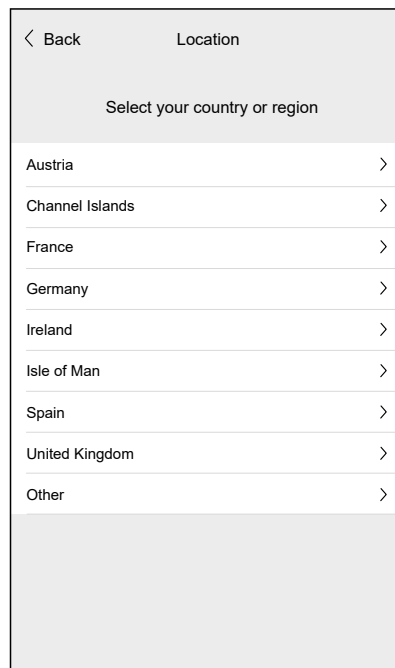 Back Location
Select your country or region
Austria
Channel Islands
France
Germany
Ireland
Isle of Man
Spain
United Kingdom
Other